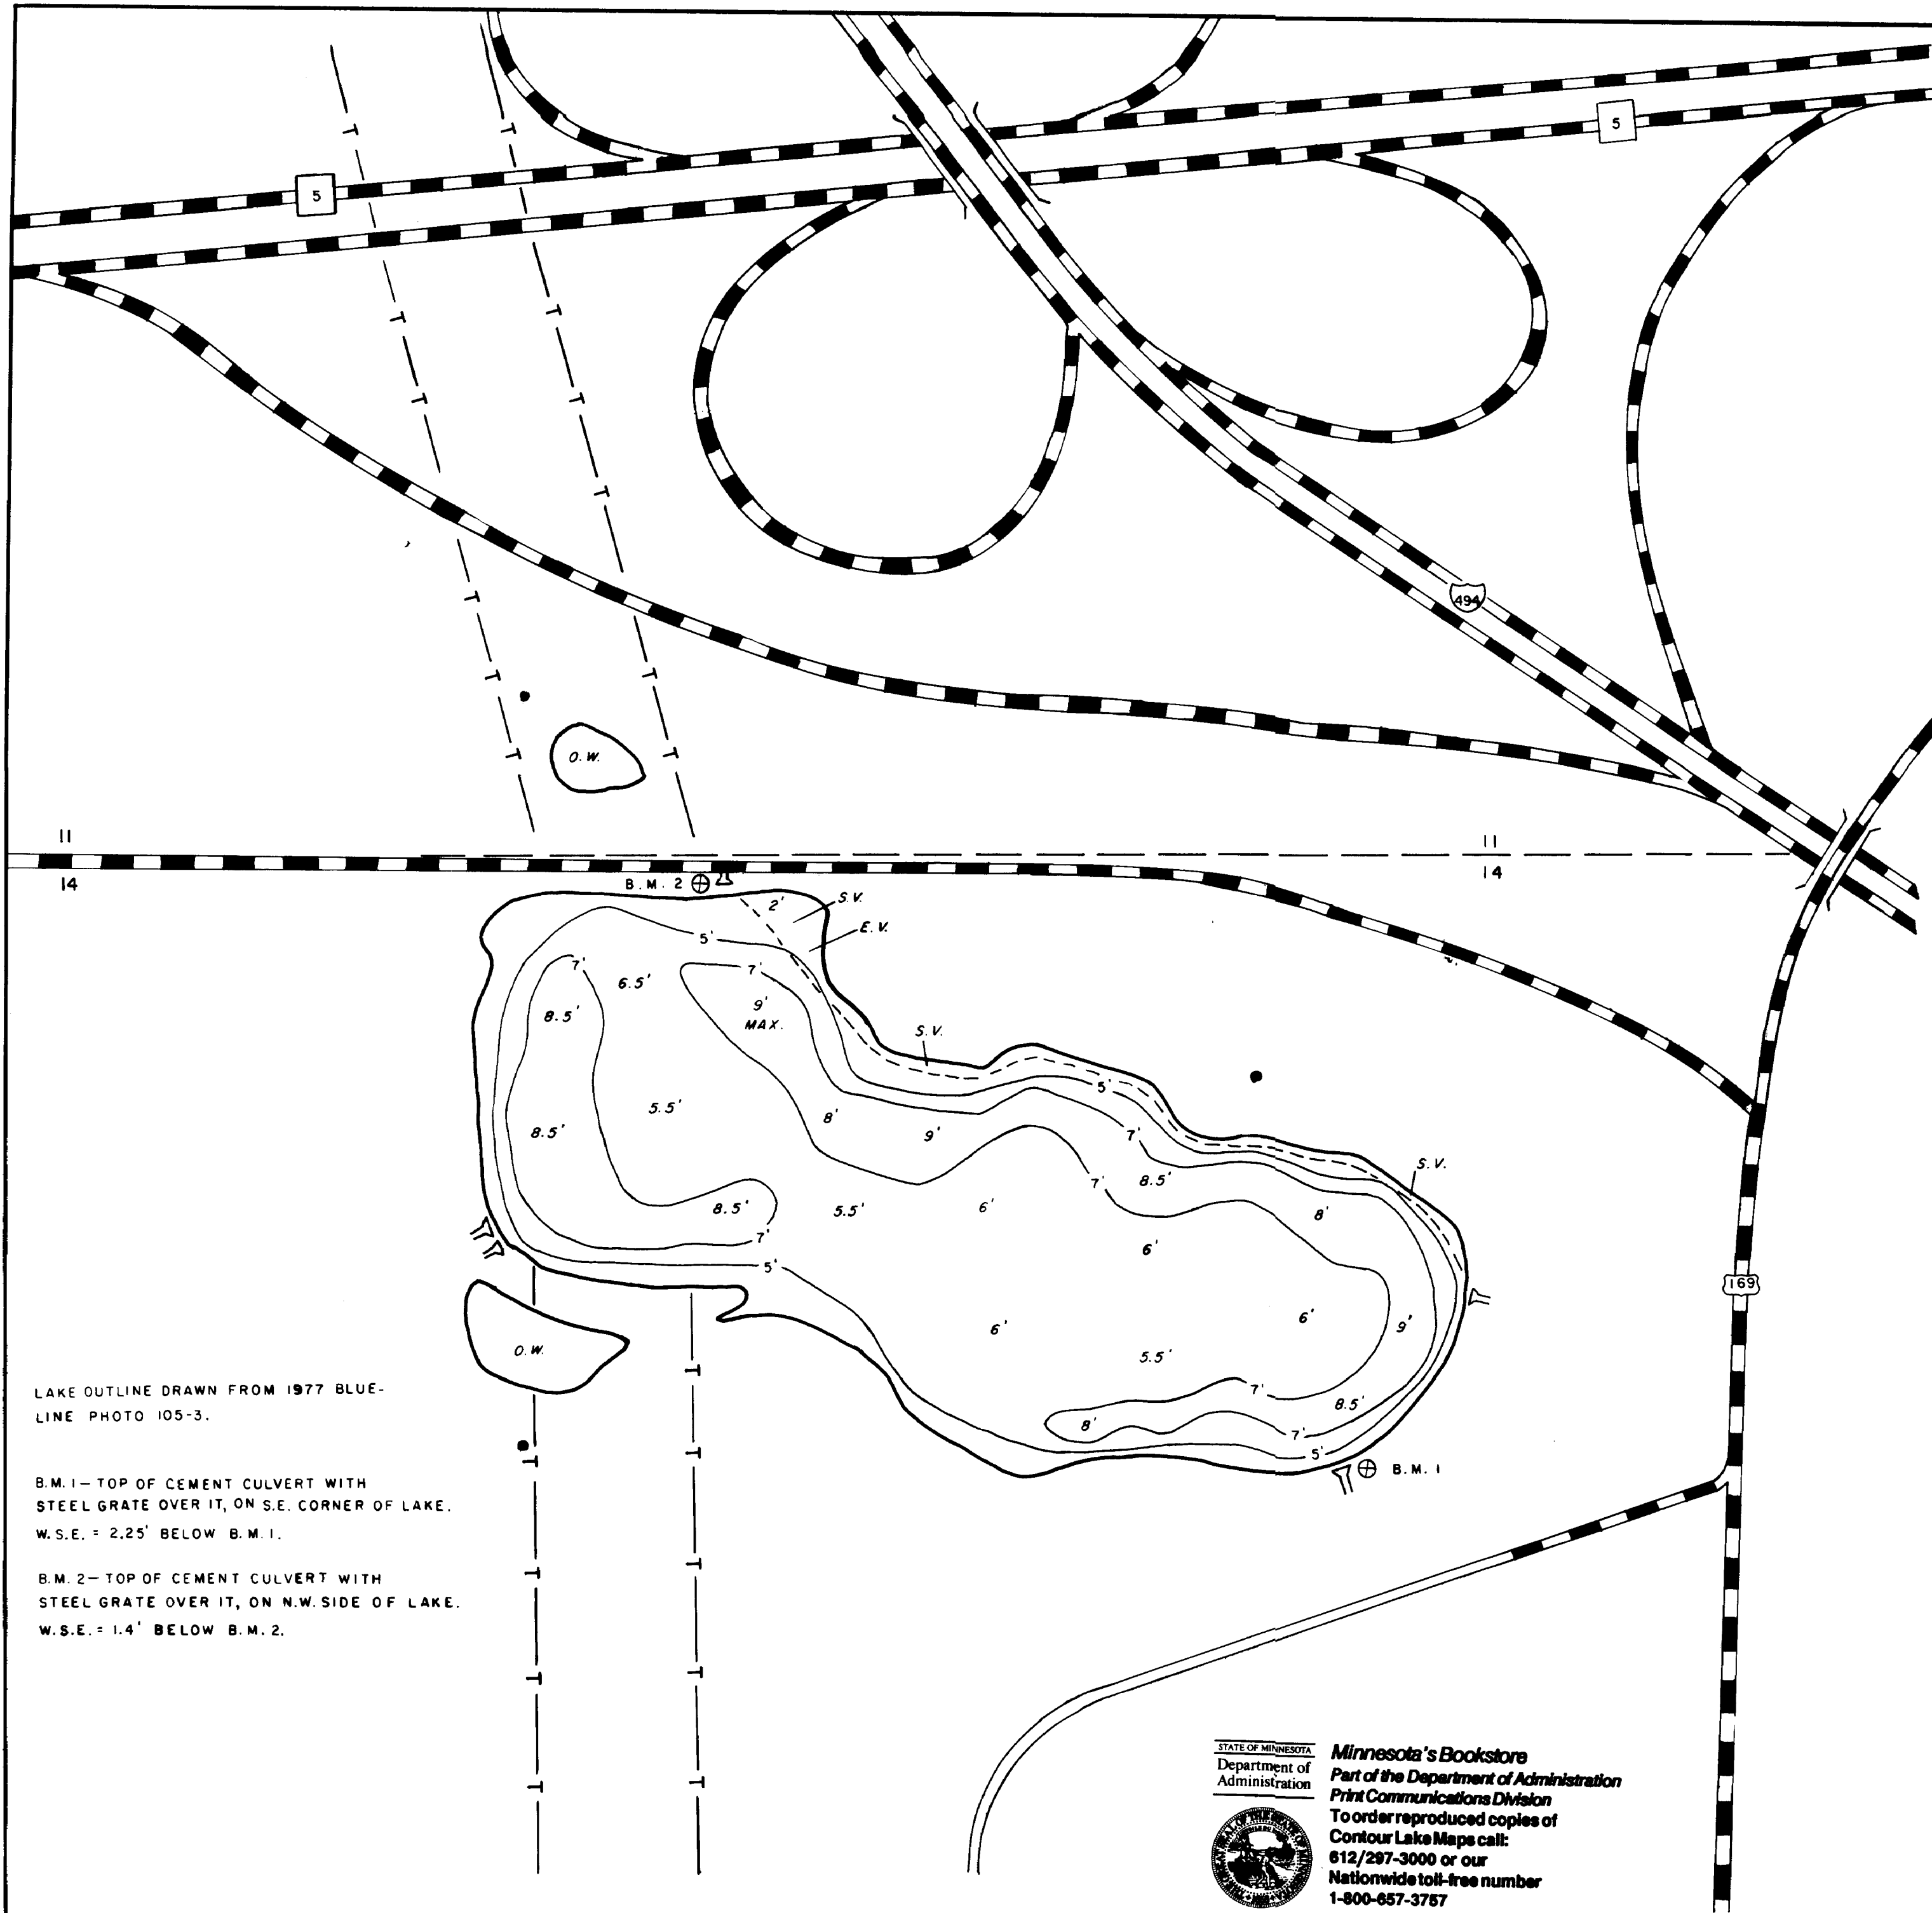 5
5
494
O.W.
11
11
14
14
B.M. 2
2'
S.V.
E.V.
5'
7'
7'
6.5'
9'
MAX.
8.5'
S.V.
5'
5.5'
8'
9'
7'
8.5'
S.V.
7'
8.5'
8.5'
5.5'
6'
8'
7'
6'
5'
169
6'
6'
9'
O.W.
5.5'
7'
8.5'
8'
7'
5'
B.M. 1
LAKE OUTLINE DRAWN FROM 1977 BLUE-
LINE PHOTO 105-3.
B.M. 1— TOP OF CEMENT CULVERT WITH
STEEL GRATE OVER IT, ON S.E. CORNER OF LAKE.
W.S.E. = 2.25' BELOW B.M. 1.
B.M. 2— TOP OF CEMENT CULVERT WITH
STEEL GRATE OVER IT, ON N.W. SIDE OF LAKE.
W.S.E. = 1.4' BELOW B.M. 2.
STATE OF MINNESOTA
Department of
Administration
Minnesota's Bookstore
Part of the Department of Administration
Print Communications Division
To order reproduced copies of
Contour Lake Maps call:
612/297-3000 or our
Nationwide toll-free number
1-800-657-3757